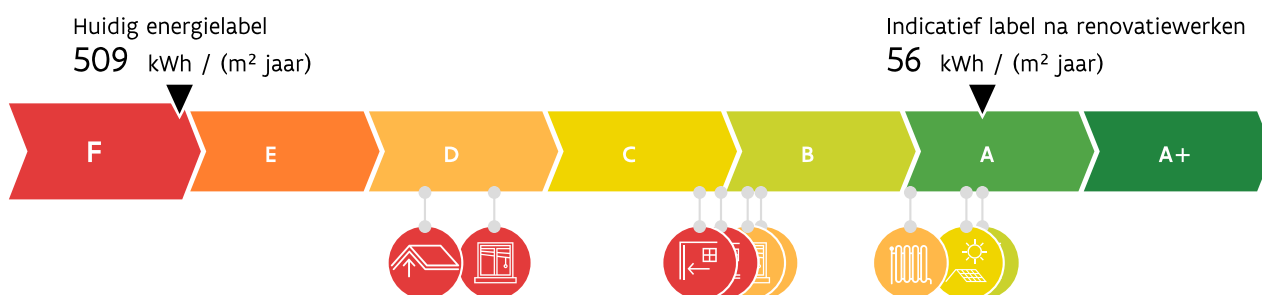 Huidig energielabel
509 kWh / (m² jaar)
Indicatief label na renovatiewerken
56 kWh / (m² jaar)
F E D C B A A+